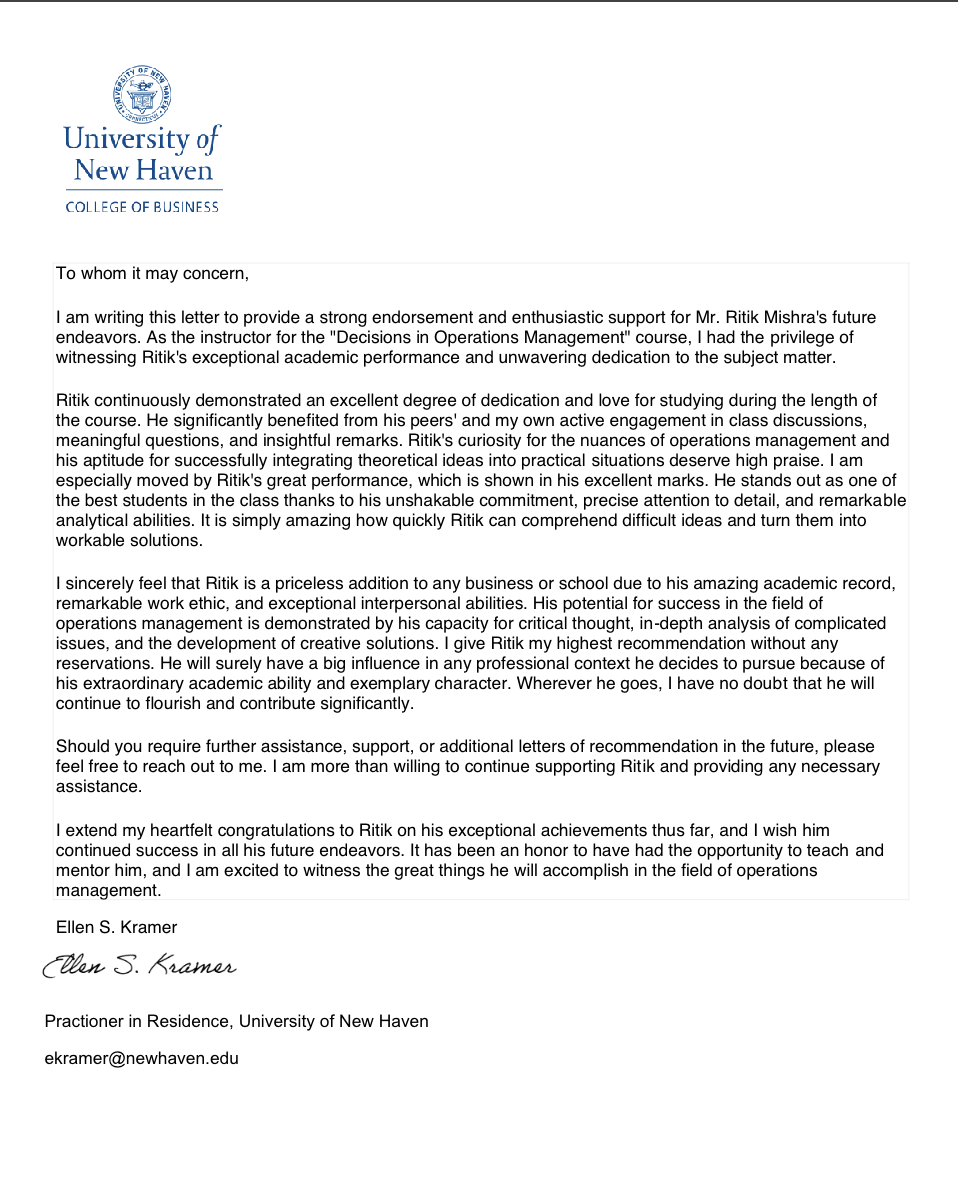 UNIVERSITY OF NEW HAVEN
CONNECTICUT
University of
New Haven
COLLEGE OF BUSINESS
To whom it may concern,
I am writing this letter to provide a strong endorsement and enthusiastic support for Mr. Ritik Mishra's future
endeavors. As the instructor for the "Decisions in Operations Management" course, I had the privilege of
witnessing Ritik's exceptional academic performance and unwavering dedication to the subject matter.
Ritik continuously demonstrated an excellent degree of dedication and love for studying during the length of
the course. He significantly benefited from his peers' and my own active engagement in class discussions,
meaningful questions, and insightful remarks. Ritik's curiosity for the nuances of operations management and
his aptitude for successfully integrating theoretical ideas into practical situations deserve high praise. I am
especially moved by Ritik's great performance, which is shown in his excellent marks. He stands out as one of
the best students in the class thanks to his unshakable commitment, precise attention to detail, and remarkable
analytical abilities. It is simply amazing how quickly Ritik can comprehend difficult ideas and turn them into
workable solutions.
I sincerely feel that Ritik is a priceless addition to any business or school due to his amazing academic record,
remarkable work ethic, and exceptional interpersonal abilities. His potential for success in the field of
operations management is demonstrated by his capacity for critical thought, in-depth analysis of complicated
issues, and the development of creative solutions. I give Ritik my highest recommendation without any
reservations. He will surely have a big influence in any professional context he decides to pursue because of
his extraordinary academic ability and exemplary character. Wherever he goes, I have no doubt that he will
continue to flourish and contribute significantly.
Should you require further assistance, support, or additional letters of recommendation in the future, please
feel free to reach out to me. I am more than willing to continue supporting Ritik and providing any necessary
assistance.
I extend my heartfelt congratulations to Ritik on his exceptional achievements thus far, and I wish him
continued success in all his future endeavors. It has been an honor to have had the opportunity to teach and
mentor him, and I am excited to witness the great things he will accomplish in the field of operations
management.
Ellen S. Kramer
Ellen S. Kramer
Practioner in Residence, University of New Haven
ekramer@newhaven.edu